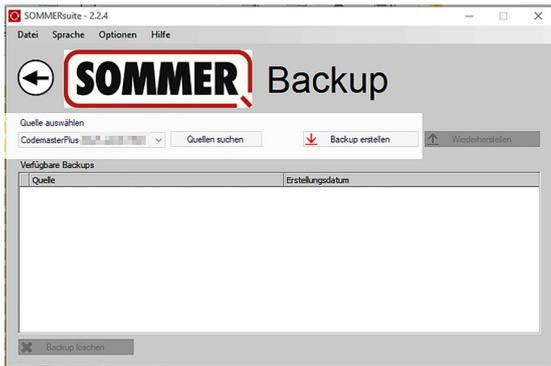 SOMMERsuite - 2.2.4
Datei Sprache Optionen Hilfe
SOMMER Backup
Quelle auswählen
CodemasterPlus- Quellen suchen Backup erstellen Wiederherstellen
Verfügbare Backups
Quelle Erstellungsdatum
Backup löschen